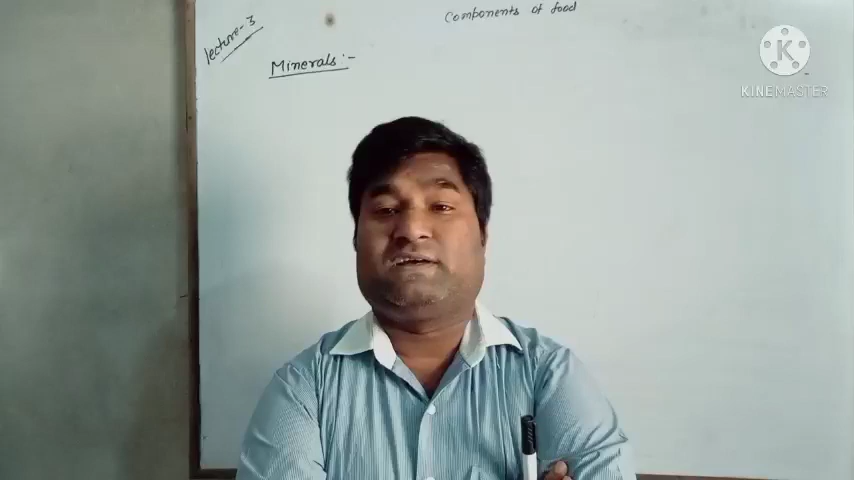 Components of food
lecture-3
Minerals:-
K
KINEMASTER